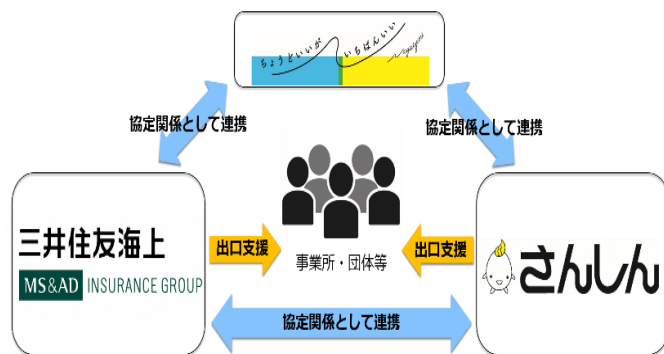 ちょうどいいが いちばんいい
協定関係として連携
協定関係として連携
三井住友海上
MS&AD INSURANCE GROUP
出口支援
事業所・団体等
出口支援
さんしん
協定関係として連携